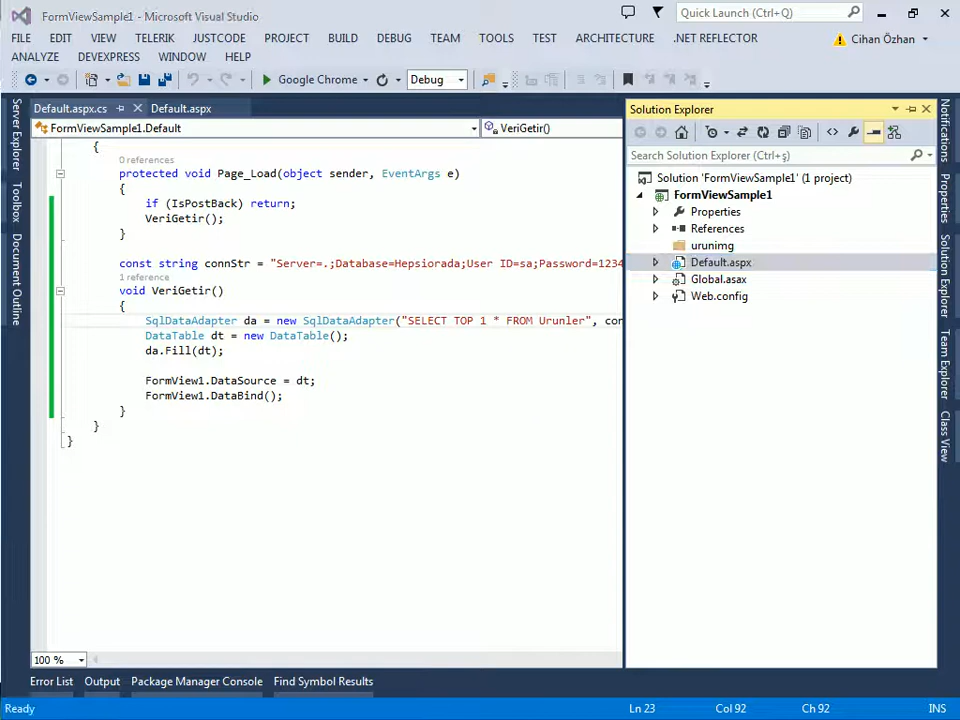 FormViewSample1 - Microsoft Visual Studio
Quick Launch (Ctrl+Q)
FILE EDIT VIEW TELERIK JUSTCODE PROJECT BUILD DEBUG TEAM TOOLS TEST ARCHITECTURE .NET REFLECTOR
Cihan Özhan
ANALYZE DEVEXPRESS WINDOW HELP
Google Chrome Debug
Server Explorer
Toolbox
Document Outline
Default.aspx.cs Default.aspx
FormViewSample1.Default VeriGetir()
{
0 references
protected void Page_Load(object sender, EventArgs e)
{
if (IsPostBack) return;
VeriGetir();
}
const string connStr = "Server=.;Database=Hepsiorada;User ID=sa;Password=1234
1 reference
void VeriGetir()
{
SqlDataAdapter da = new SqlDataAdapter("SELECT TOP 1 * FROM Urunler", con
DataTable dt = new DataTable();
da.Fill(dt);
FormView1.DataSource = dt;
FormView1.DataBind();
}
}
}
100 %
Solution Explorer
Search Solution Explorer (Ctrl+ş)
Solution 'FormViewSample1' (1 project)
FormViewSample1
Properties
References
urunimg
Default.aspx
Global.asax
Web.config
Notifications
Properties
Solution Explorer
Team Explorer
Class View
Error List Output Package Manager Console Find Symbol Results
Ready Ln 23 Col 92 Ch 92 INS